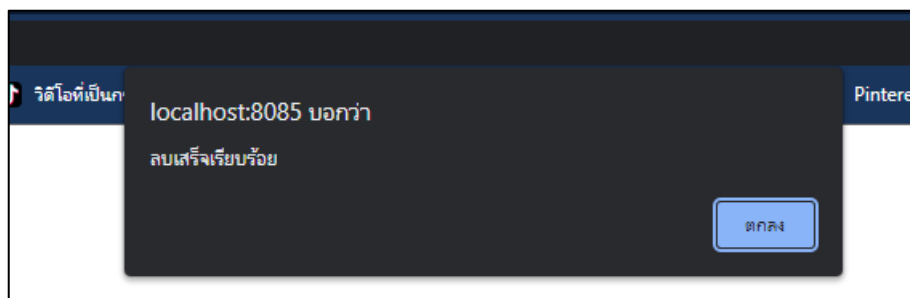 วิดีโอที่เป็นก
Pintere
localhost:8085 บอกว่า
ลบเสร็จเรียบร้อย
ตกลง